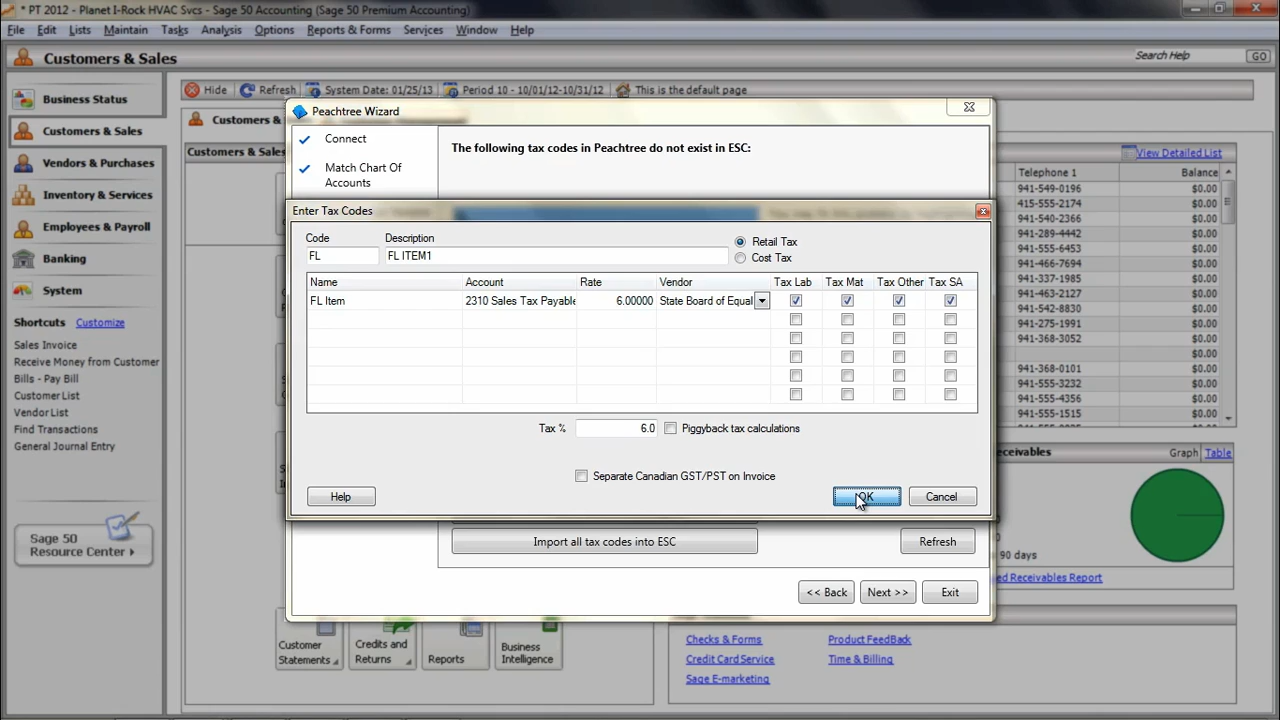 * PT 2012 - Planet I-Rock HVAC Svcs - Sage 50 Accounting (Sage 50 Premium Accounting)
File Edit Lists Maintain Tasks Analysis Options Reports & Forms Services Window Help
Customers & Sales
Search Help
GO
Business Status
Customers & Sales
Vendors & Purchases
Inventory & Services
Employees & Payroll
Banking
System
Shortcuts Customize
Sales Invoice
Receive Money from Customer
Bills - Pay Bill
Customer List
Vendor List
Find Transactions
General Journal Entry
Sage 50
Resource Center
Hide Refresh System Date: 01/25/13 Period 10 - 10/01/12-10/31/12 This is the default page
Customers &
Customers & Sales
Peachtree Wizard
Connect
Match Chart Of
Accounts
The following tax codes in Peachtree do not exist in ESC:
Enter Tax Codes
Code Description
FL FL ITEM1
Retail Tax
Cost Tax
Name Account Rate Vendor Tax Lab Tax Mat Tax Other Tax SA
FL Item 2310 Sales Tax Payable 6.00000 State Board of Equal
Tax % 6.0 Piggyback tax calculations
Separate Canadian GST/PST on Invoice
Help OK Cancel
Import all tax codes into ESC Refresh
<< Back Next >> Exit
View Detailed List
Telephone 1 Balance
941-549-0196 $0.00
415-555-2174 $0.00
941-540-2366 $0.00
941-289-4442 $0.00
941-555-6453 $0.00
941-466-7694 $0.00
941-337-1985 $0.00
941-463-2127 $0.00
941-542-8830 $0.00
941-275-1991 $0.00
941-368-3052 $0.00
$0.00
941-368-0101 $0.00
941-555-3232 $0.00
941-555-4356 $0.00
941-555-1515 $0.00
$0.00
eceivables Graph Table
0
90 days
ed Receivables Report
Customer
Statements
Credits and
Returns
Reports
Business
Intelligence
Checks & Forms Product FeedBack
Credit Card Service Time & Billing
Sage E-marketing